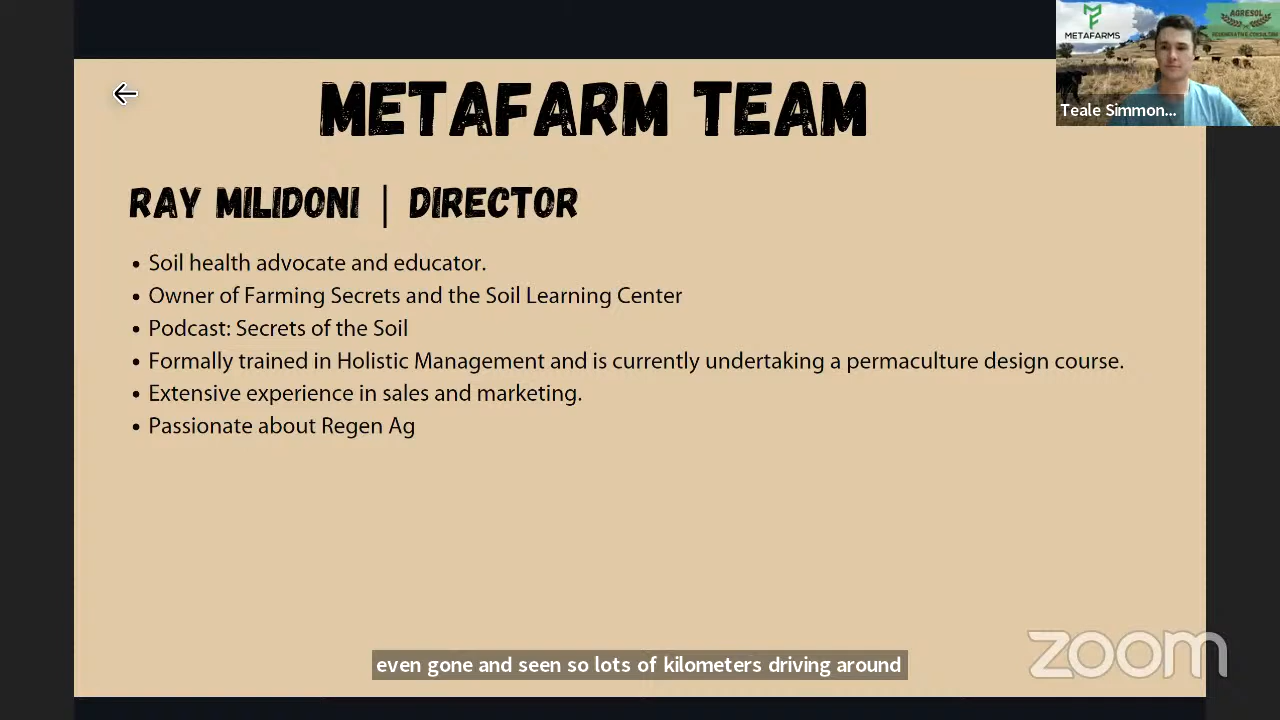 METAFARM TEAM
RAY MILIDONI | DIRECTOR
• Soil health advocate and educator.
• Owner of Farming Secrets and the Soil Learning Center
• Podcast: Secrets of the Soil
• Formally trained in Holistic Management and is currently undertaking a permaculture design course.
• Extensive experience in sales and marketing.
• Passionate about Regen Ag
even gone and seen so lots of kilometers driving around
zoom
METAFARMS
AGRESOL
REGENERATIVE CONSULTING
Teale Simmon...